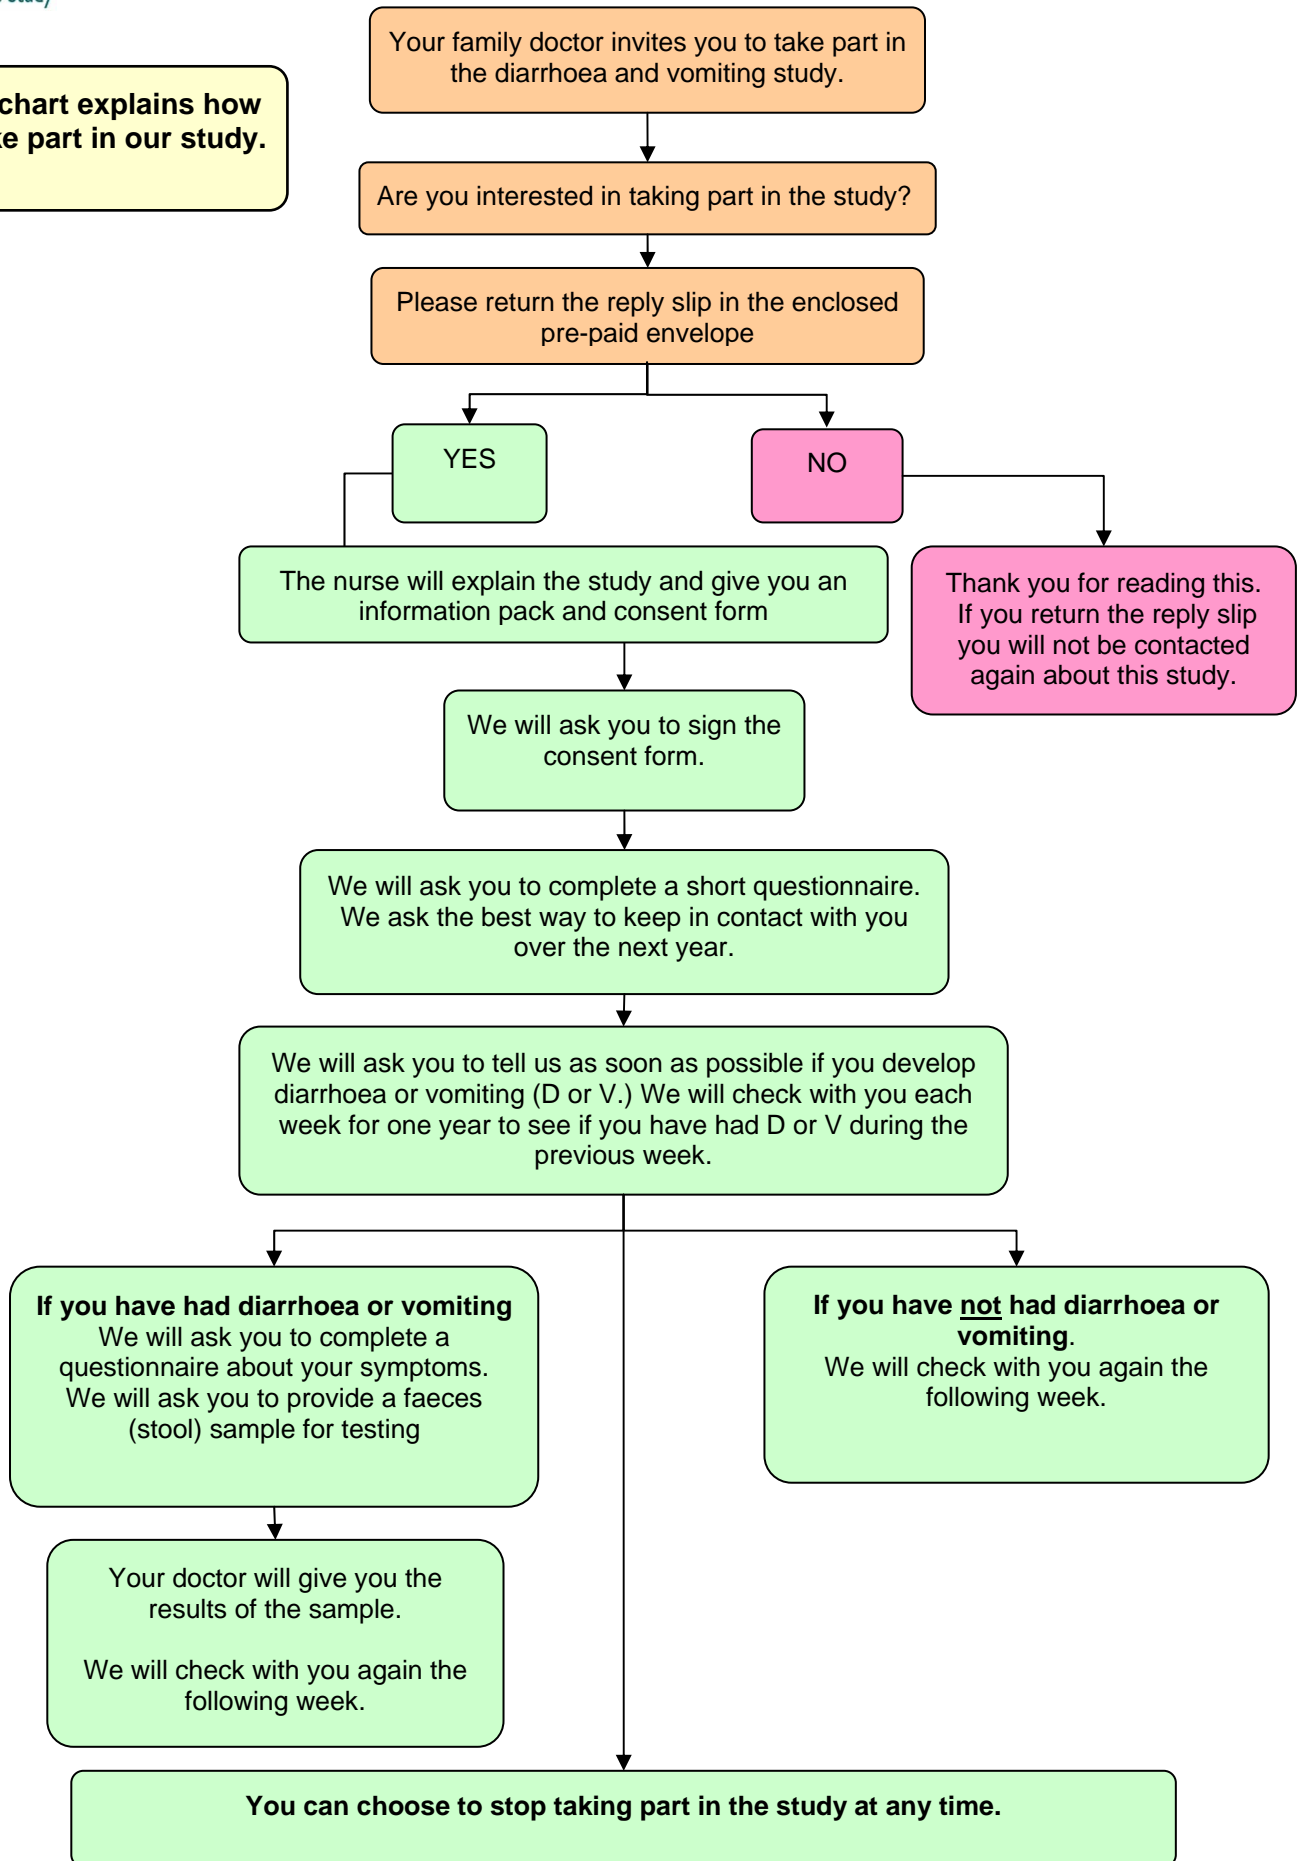 Your family doctor invites you to take part in
the diarrhoea and vomiting study.
chart explains how
part in our study.
Are you interested in taking part in the study?
Please return the reply slip in the enclosed
pre-paid envelope
YES
NO
The nurse will explain the study and give you an
information pack and consent form
Thank you for reading this.
If you return the reply slip
you will not be contacted
again about this study.
We will ask you to sign the
consent form.
We will ask you to complete a short questionnaire.
We ask the best way to keep in contact with you
over the next year.
We will ask you to tell us as soon as possible if you develop
diarrhoea or vomiting (D or V.) We will check with you each
week for one year to see if you have had D or V during the
previous week.
If you have had diarrhoea or vomiting
We will ask you to complete a
questionnaire about your symptoms.
We will ask you to provide a faeces
(stool) sample for testing
If you have not had diarrhoea or
vomiting.
We will check with you again the
following week.
Your doctor will give you the
results of the sample.
We will check with you again the
following week.
You can choose to stop taking part in the study at any time.